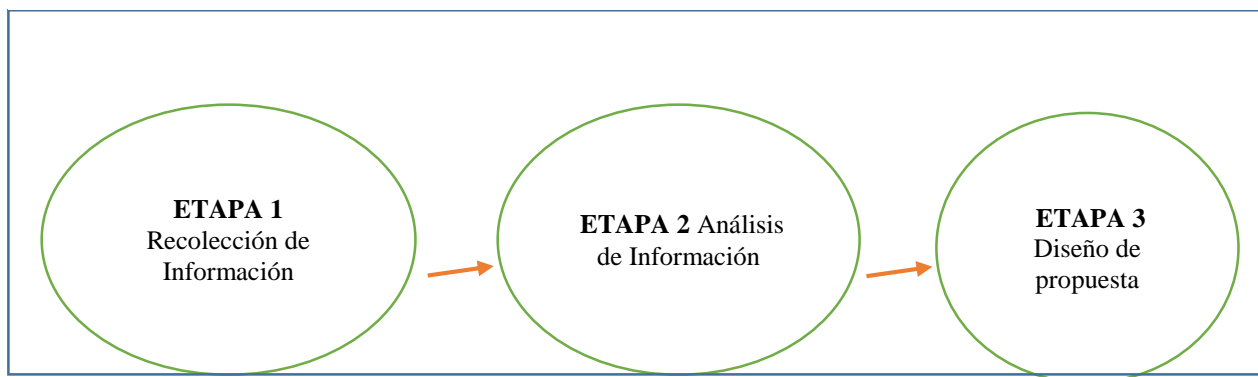 ETAPA 1
Recolección de
Información
ETAPA 2 Análisis
de Información
ETAPA 3
Diseño de
propuesta